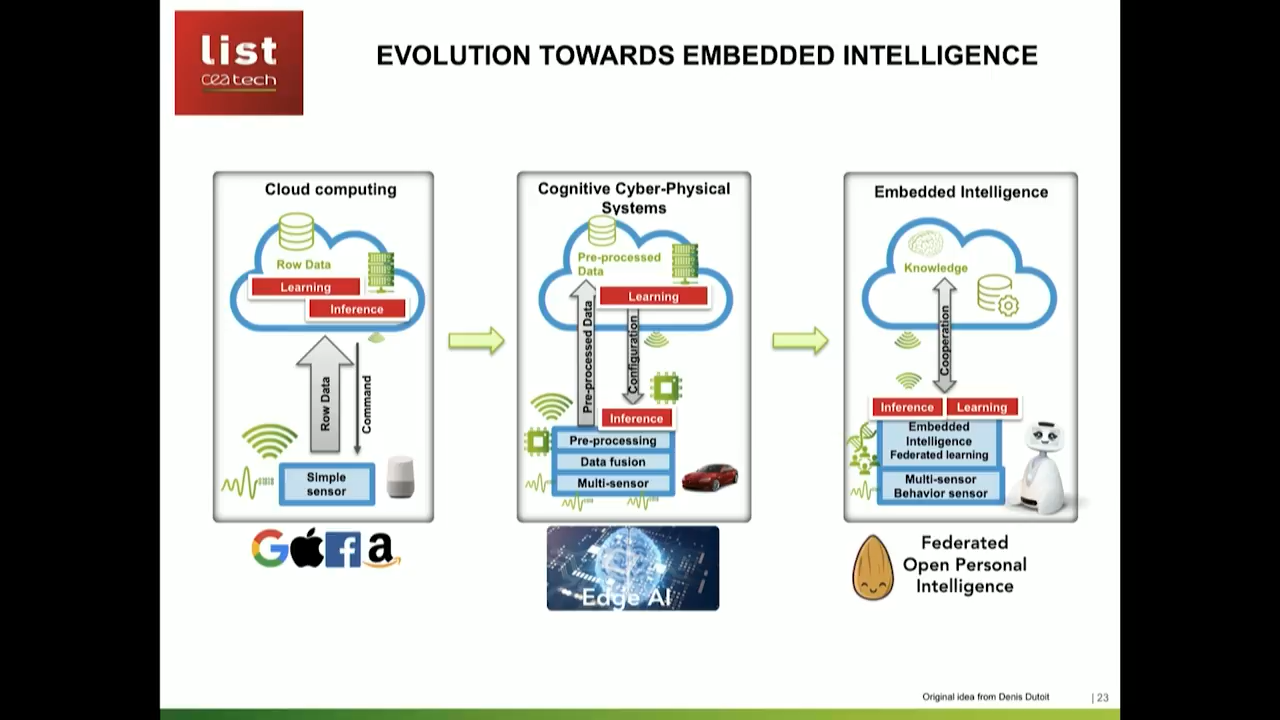 list
ceatech
EVOLUTION TOWARDS EMBEDDED INTELLIGENCE
Cloud computing
Row Data
Learning
Inference
Row Data
Command
Simple
sensor
Cognitive Cyber-Physical
Systems
Pre-processed
Data
Learning
Pre-processed Data
Configuration
Inference
Pre-processing
Data fusion
Multi-sensor
Edge AI
Embedded Intelligence
Knowledge
Cooperation
Inference
Learning
Embedded
Intelligence
Federated learning
Multi-sensor
Behavior sensor
Federated
Open Personal
Intelligence
Original idea from Denis Dutoit
| 23